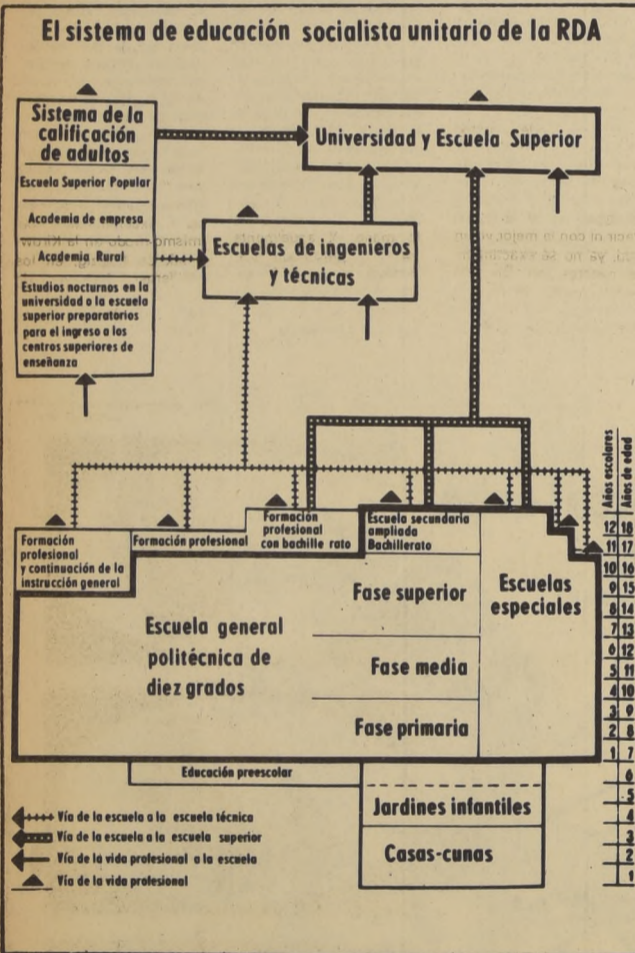 El sistema de educación socialista unitario de la RDA
Sistema de la
calificación
de adultos
Escuela Superior Popular
Academia de empresa
Academia Rural
Estudios nocturnos en la
universidad o la escuela
superior preparatorios
para el ingreso a los
centros superiores de
enseñanza
Universidad y Escuela Superior
Escuelas de ingenieros
y técnicas
Formación
profesional
y continuación de la
instrucción general
Formación profesional
Formación
profesional
con bachille rato
Escuela secundaria
ampliada
Bachillerato
Escuelas
especiales
Escuela general
politécnica de
diez grados
Fase superior
Fase media
Fase primaria
Educación preescolar
Jardines infantiles
Casas-cunas
Años escolares
Años de edad
12 18
11 17
10 16
9 15
8 14
7 13
6 12
5 11
4 10
3 9
2 8
1 7
6
5
4
3
2
1
Vía de la escuela a la escuela técnica
Vía de la escuela a la escuela superior
Vía de la vida profesional a la escuela
Vía de la vida profesional